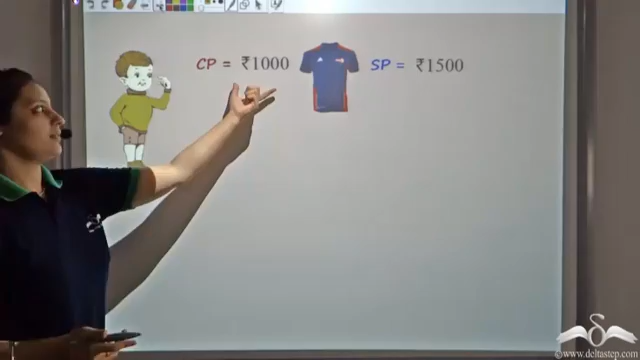 CP = ₹1000
SP = ₹1500
©www.deltastep.com